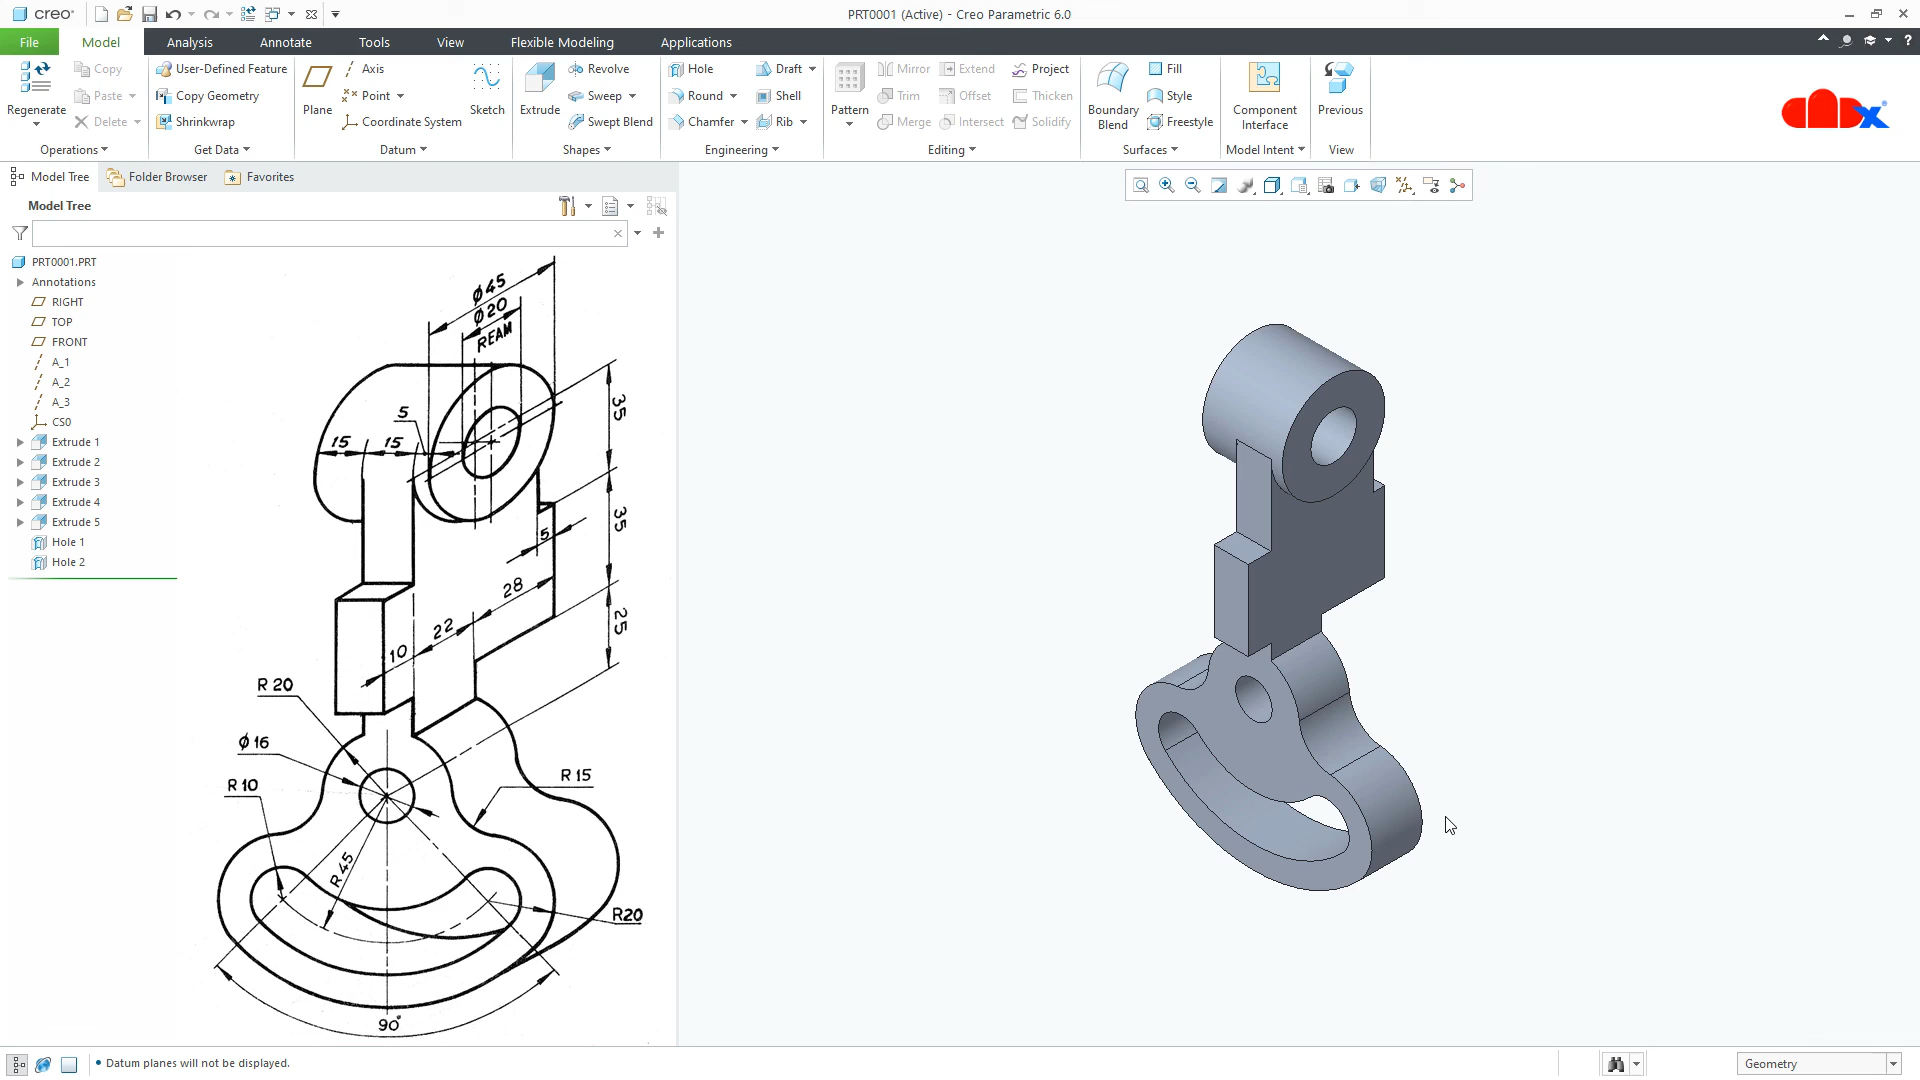 creo
PRT0001 (Active) - Creo Parametric 6.0
File Model Analysis Annotate Tools View Flexible Modeling Applications
Regenerate
Copy
Paste
Delete
Operations
User-Defined Feature
Copy Geometry
Shrinkwrap
Get Data
Plane
Axis
Point
Coordinate System
Sketch
Datum
Extrude
Revolve
Sweep
Swept Blend
Shapes
Hole
Round
Chamfer
Draft
Shell
Rib
Engineering
Pattern
Mirror
Trim
Merge
Extend
Offset
Intersect
Project
Thicken
Solidify
Editing
Boundary
Blend
Fill
Style
Freestyle
Surfaces
Component
Interface
Model Intent
Previous
View
Model Tree Folder Browser Favorites
Model Tree
PRT0001.PRT
Annotations
RIGHT
TOP
FRONT
A_1
A_2
A_3
CS0
Extrude 1
Extrude 2
Extrude 3
Extrude 4
Extrude 5
Hole 1
Hole 2
φ45
φ20
REAM
5
15
15
35
35
5
28
22
25
10
R 20
φ 16
R 10
R 15
R 45
R20
90°
Datum planes will not be displayed.
Geometry